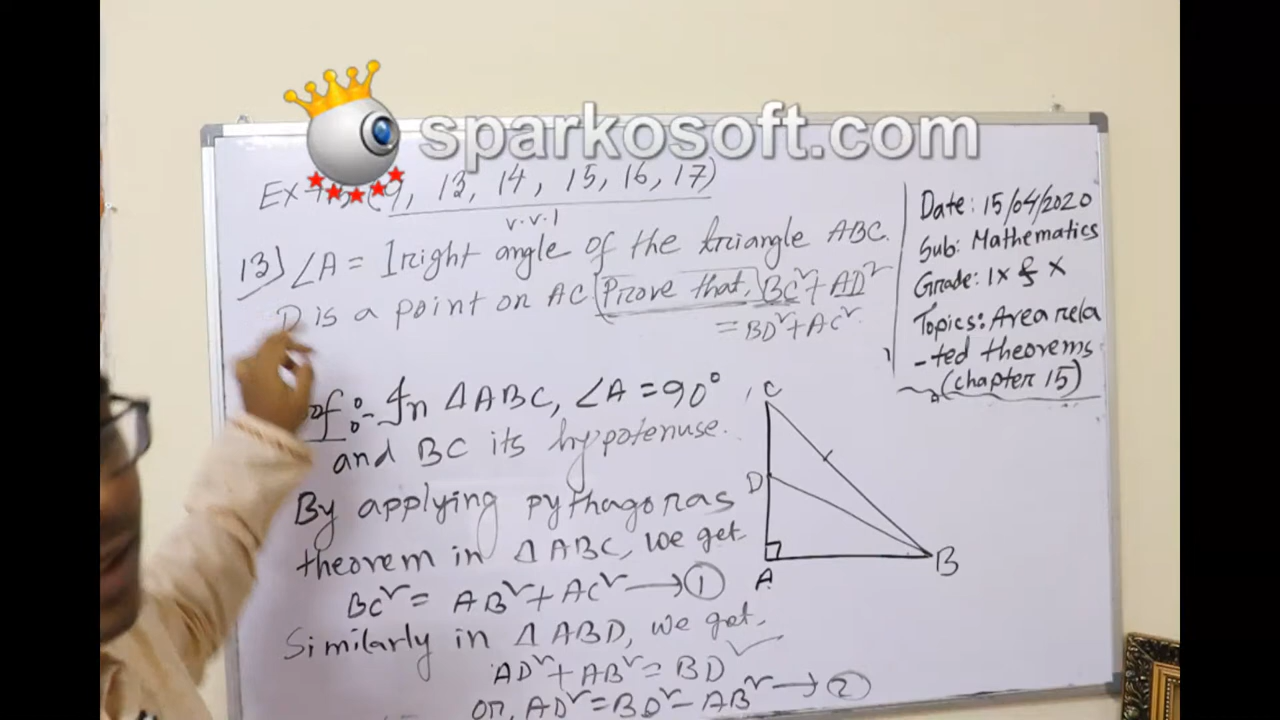 sparkosoft.com
Ex-15 (9, 13, 14, 15, 16, 17)
v.v.1
13) ∠A = 1right angle of the triangle ABC.
D is a point on AC Prove that, BC² + AD²
= BD² + AC²
of :- In ΔABC, ∠A = 90°
and BC its hypotenuse.
By applying pythagoras
theorem in ΔABC, we get
BC² = AB² + AC² → ①
Similarly in ΔABD, we get,
AD² + AB² = BD²
or, AD² = BD² - AB² → ②
Date: 15/04/2020
Sub: Mathematics
Grade: 1x & x
Topics: Area rela
-ted theorems
(chapter 15)
C
D
A
B